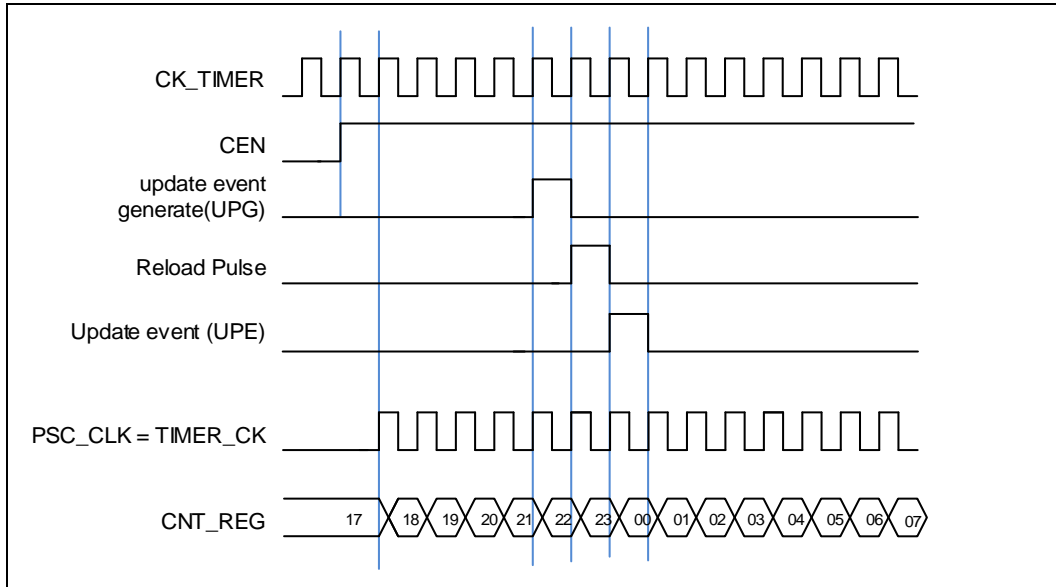 CK_TIMER
CEN
update event
generate(UPG)
Reload Pulse
Update event (UPE)
PSC_CLK = TIMER_CK
CNT_REG 17 18 19 20 21 22 23 00 01 02 03 04 05 06 07